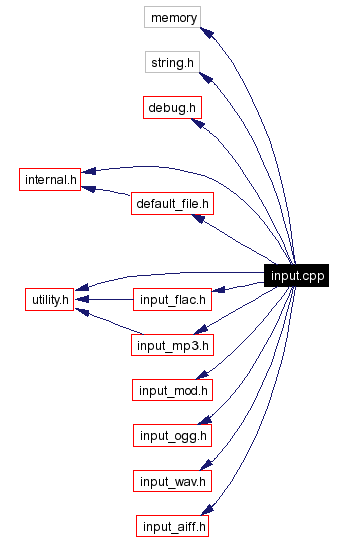 memory
string.h
debug.h
internal.h
default_file.h
input.cpp
utility.h
input_flac.h
input_mp3.h
input_mod.h
input_ogg.h
input_wav.h
input_aiff.h